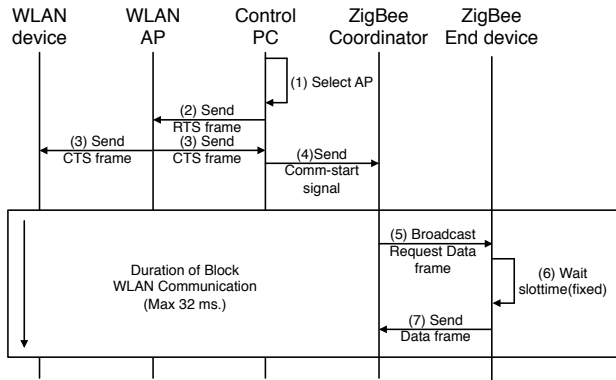 WLAN device
WLAN AP
Control PC
ZigBee Coordinator
ZigBee End device
(1) Select AP
(2) Send
RTS frame
(3) Send
CTS frame
(3) Send
CTS frame
(4)Send
Comm-start
signal
(5) Broadcast
Request Data
frame
Duration of Block
WLAN Communication
(Max 32 ms.)
(6) Wait
slottime(fixed)
(7) Send
Data frame